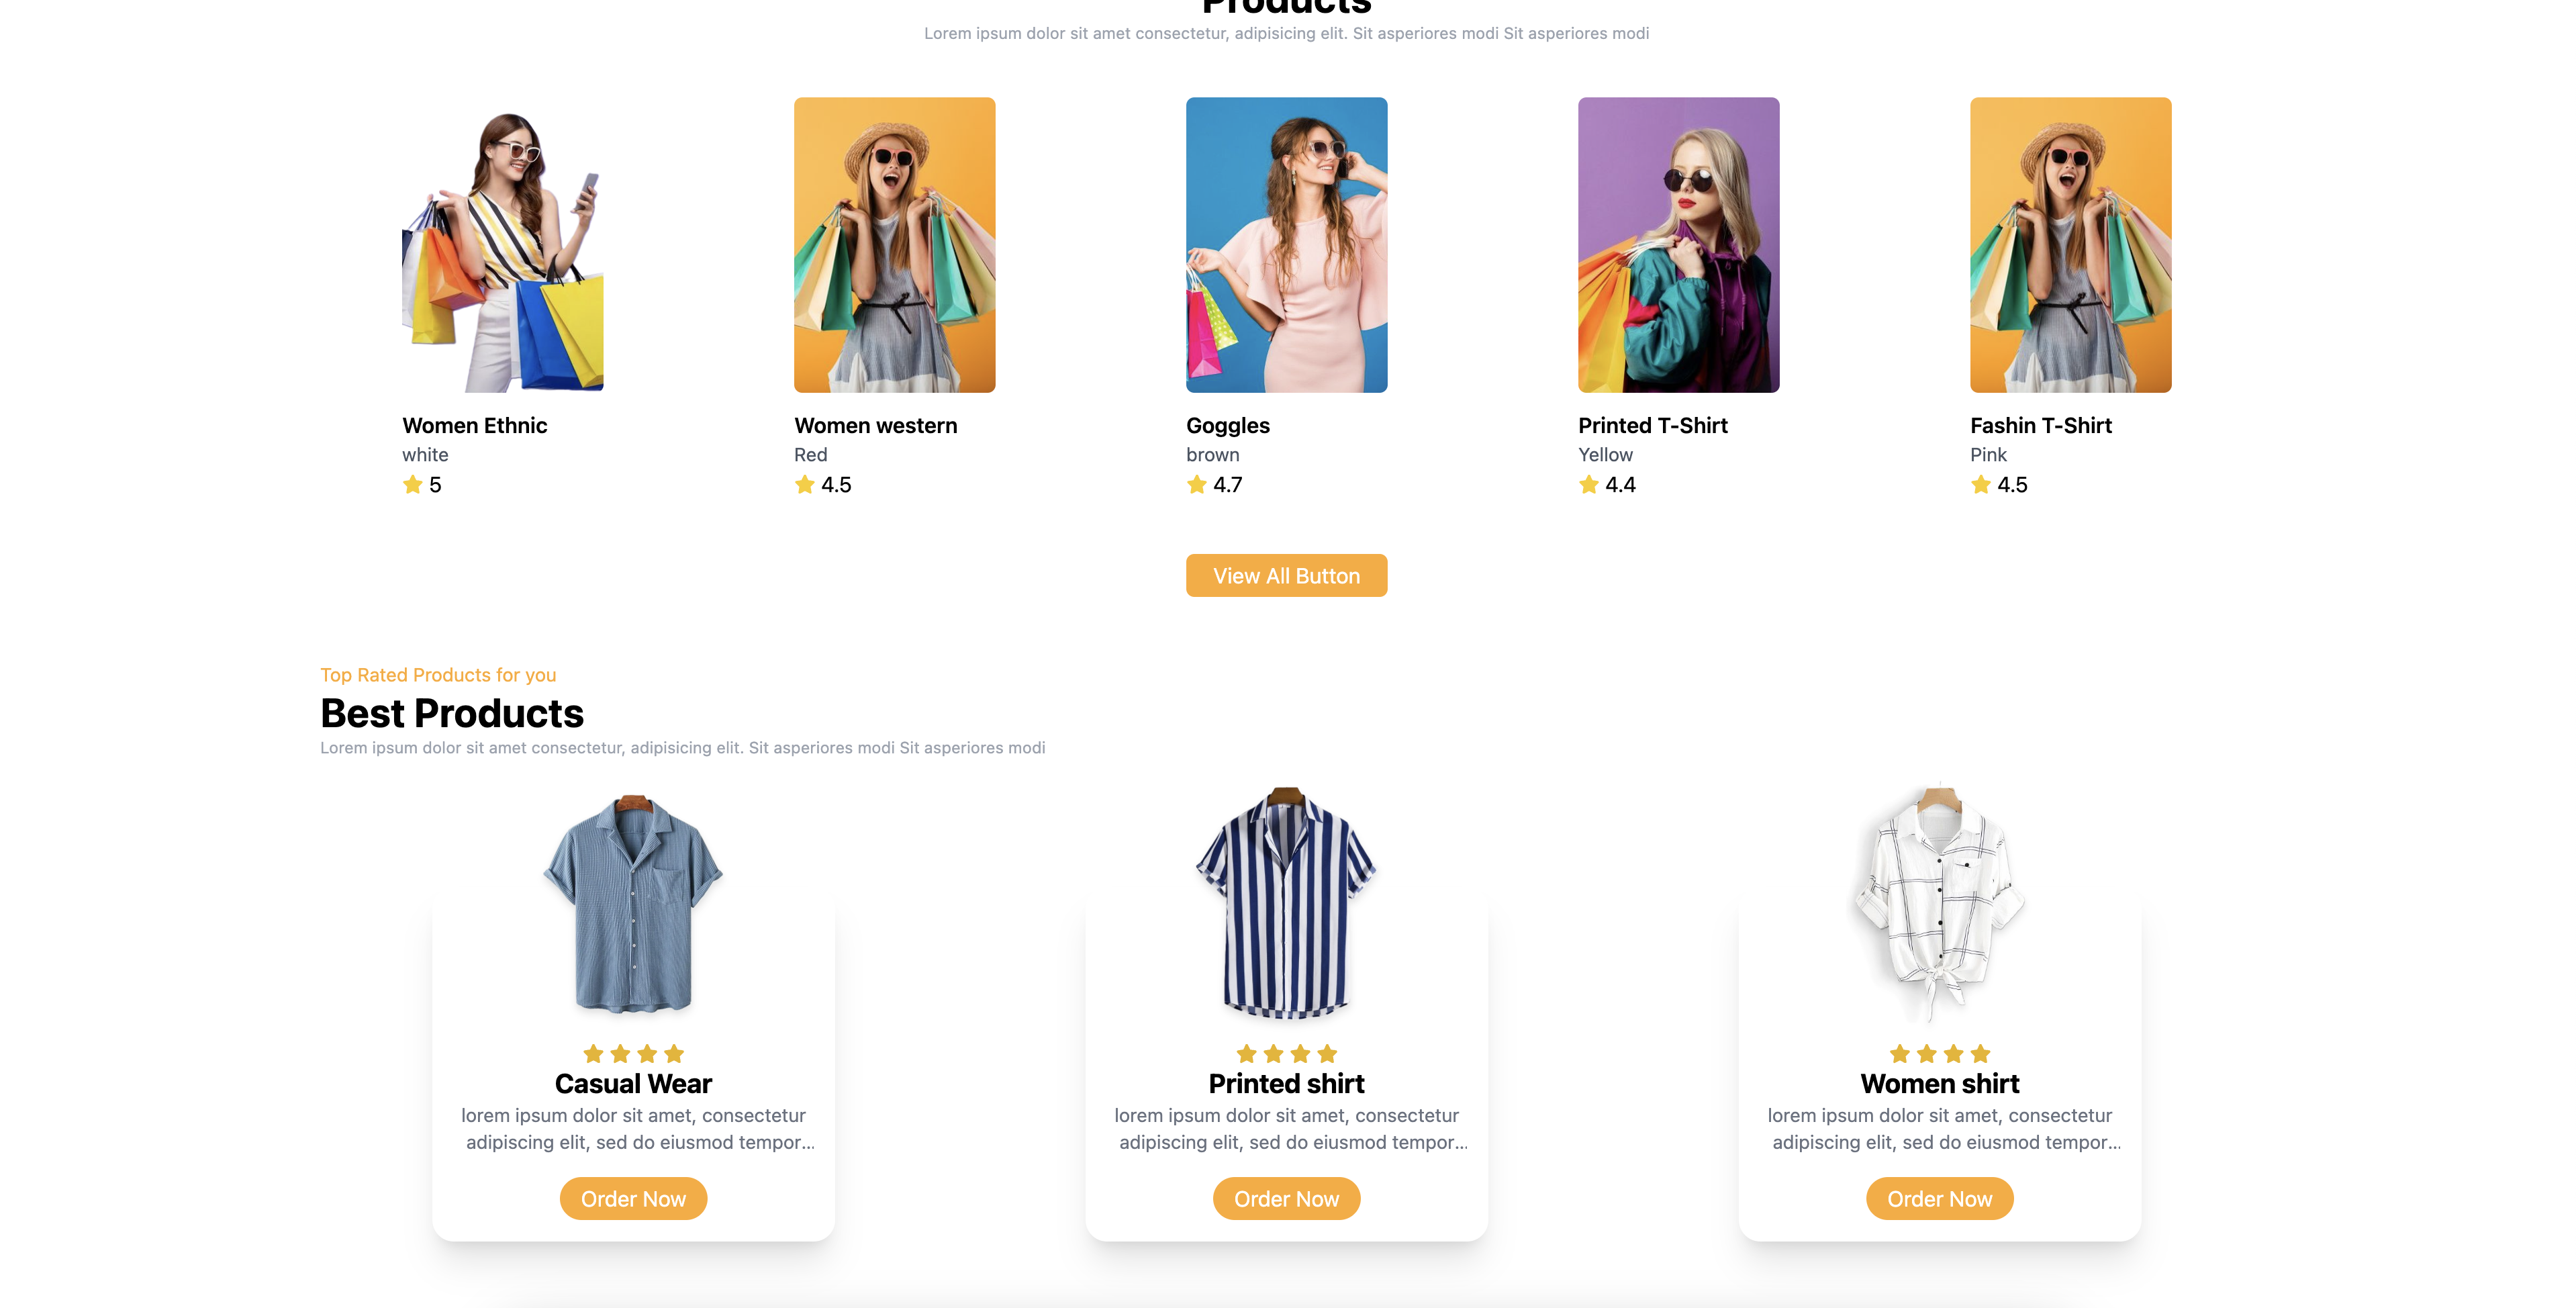 Products
Lorem ipsum dolor sit amet consectetur, adipisicing elit. Sit asperiores modi Sit asperiores modi
Women Ethnic
white
5
Women western
Red
4.5
Goggles
brown
4.7
Printed T-Shirt
Yellow
4.4
Fashin T-Shirt
Pink
4.5
View All Button
Top Rated Products for you
Best Products
Lorem ipsum dolor sit amet consectetur, adipisicing elit. Sit asperiores modi Sit asperiores modi
Casual Wear
lorem ipsum dolor sit amet, consectetur
adipiscing elit, sed do eiusmod tempor...
Order Now
Printed shirt
lorem ipsum dolor sit amet, consectetur
adipiscing elit, sed do eiusmod tempor...
Order Now
Women shirt
lorem ipsum dolor sit amet, consectetur
adipiscing elit, sed do eiusmod tempor...
Order Now